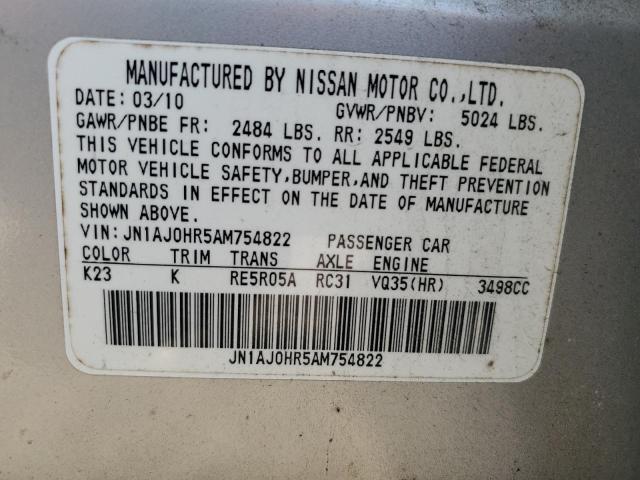 MANUFACTURED BY NISSAN MOTOR CO.,LTD.
DATE: 03/10 GVWR/PNBV: 5024 LBS.
GAWR/PNBE FR: 2484 LBS. RR: 2549 LBS.
THIS VEHICLE CONFORMS TO ALL APPLICABLE FEDERAL
MOTOR VEHICLE SAFETY,BUMPER,AND THEFT PREVENTION
STANDARDS IN EFFECT ON THE DATE OF MANUFACTURE
SHOWN ABOVE.
VIN: JN1AJ0HR5AM754822 PASSENGER CAR
COLOR TRIM TRANS AXLE ENGINE
K23 K RE5R05A RC31 VQ35(HR) 3498CC
JN1AJ0HR5AM754822